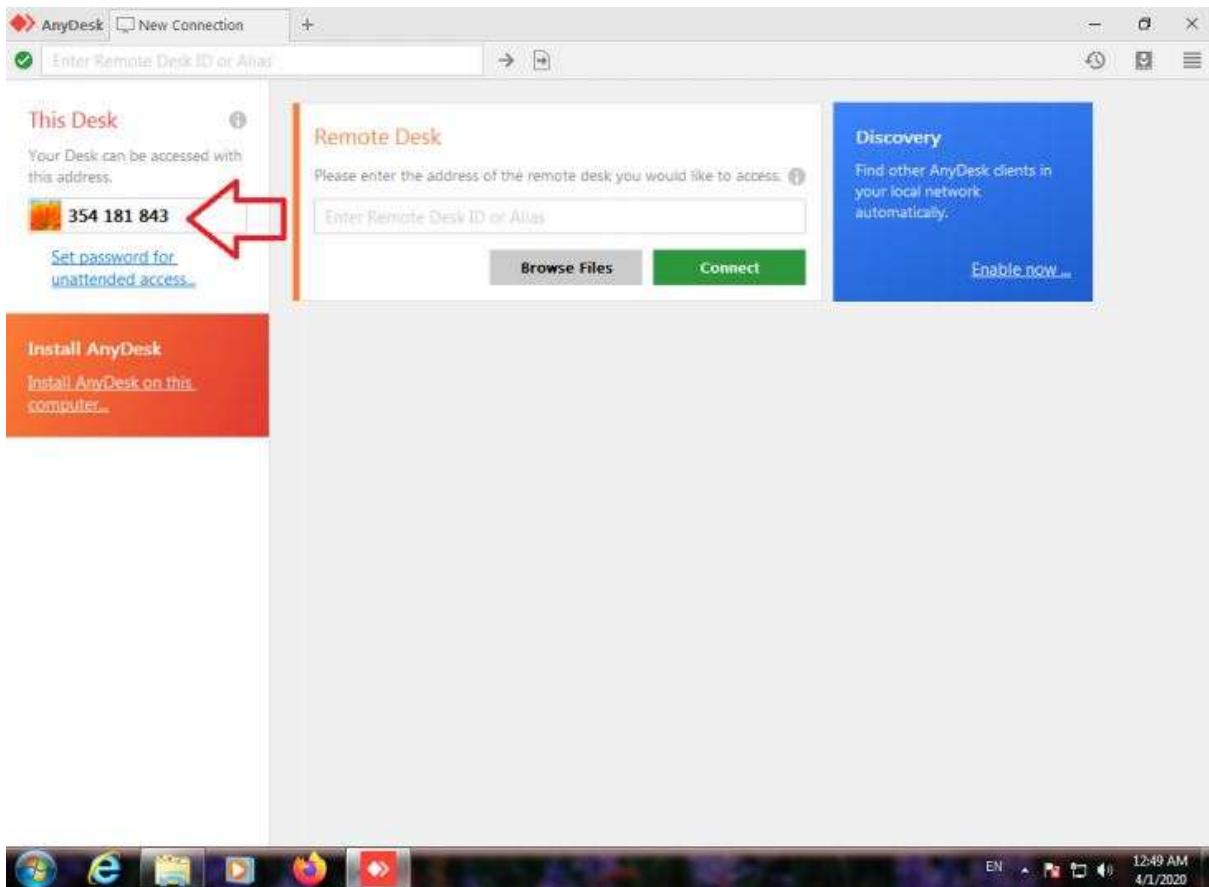 AnyDesk New Connection +
Enter Remote Desk ID or Alias
This Desk
Your Desk can be accessed with
this address.
354 181 843
Set password for
unattended access...
Install AnyDesk
Install AnyDesk on this
computer...
Remote Desk
Please enter the address of the remote desk you would like to access.
Enter Remote Desk ID or Alias
Browse Files Connect
Discovery
Find other AnyDesk clients in
your local network
automatically.
Enable now ...
EN
12:49 AM
4/1/2020